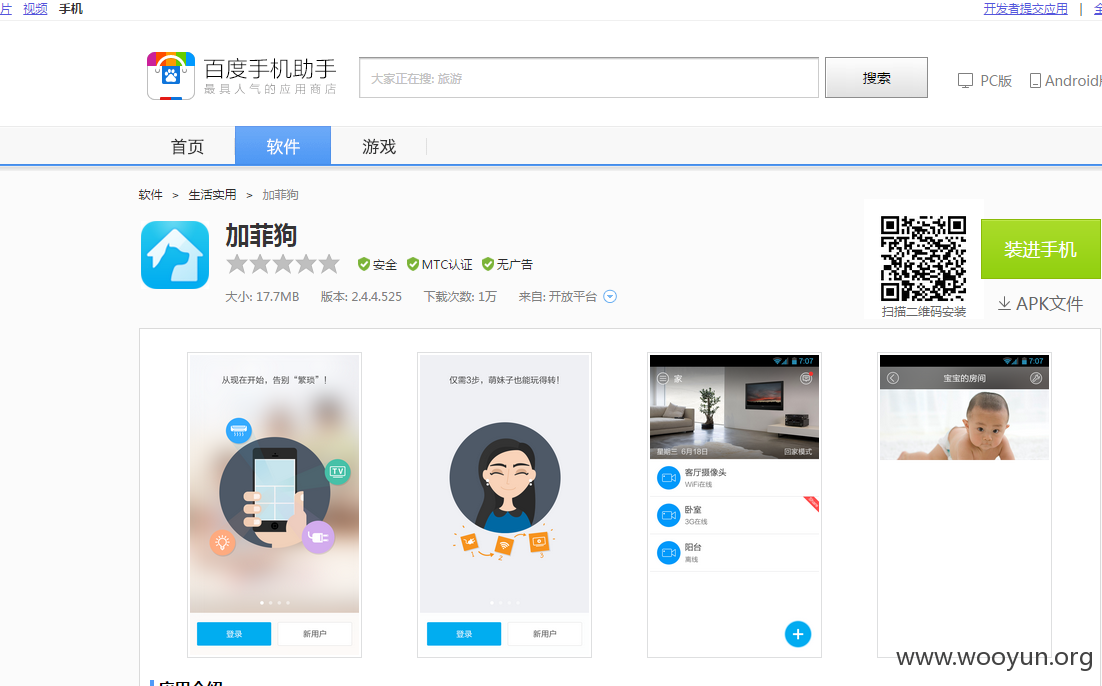 片 视频 手机 开发者提交应用 | 全
百度手机助手
最具人气的应用商店
大家正在搜: 旅游
搜索
PC版 Android版
首页 软件 游戏
软件 > 生活实用 > 加菲狗
加菲狗
安全 MTC认证 无广告
大小: 17.7MB 版本: 2.4.4.525 下载次数: 1万 来自: 开放平台
扫描二维码安装
装进手机
APK文件
从现在开始，告别“繁琐”！
TV
登录 新用户
仅需3步，萌妹子也能玩得转！
1 2 3
登录 新用户
7:07
家
星期三 6月18日 回家模式
客厅摄像头
WiFi在线
卧室
3G在线
阳台
离线
7:07
宝宝的房间
www.wooyun.org
应用介绍